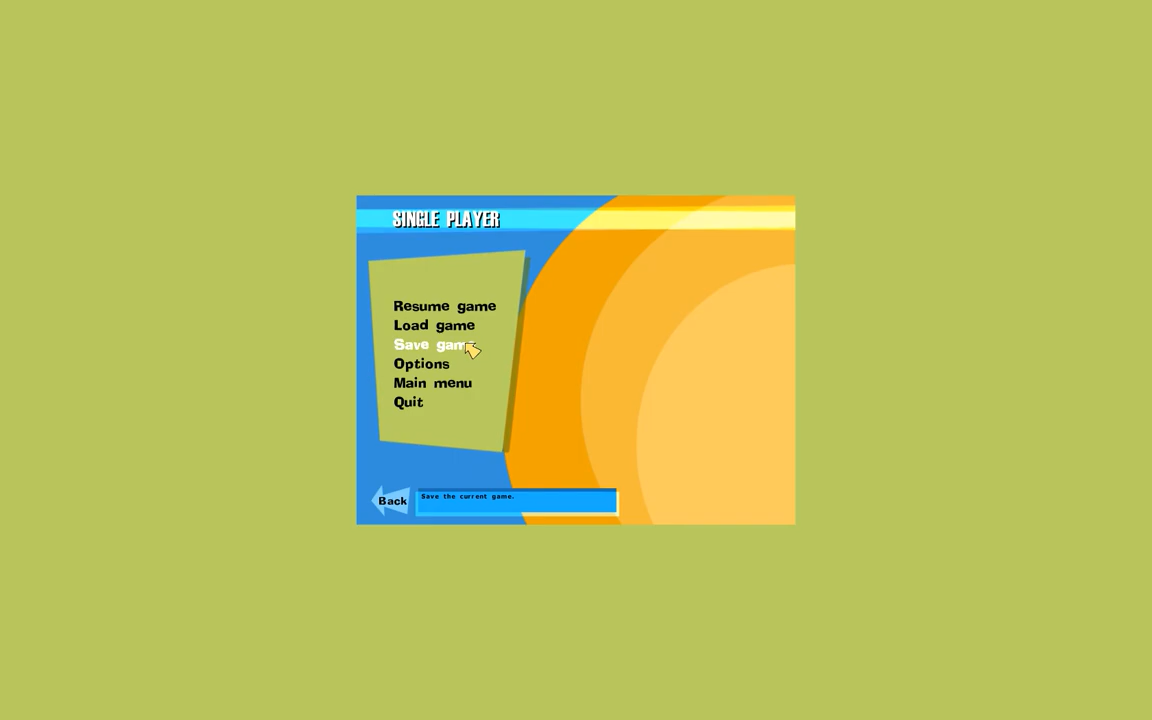 SINGLE PLAYER
Resume game
Load game
Save game
Options
Main menu
Quit
Back
Save the current game.